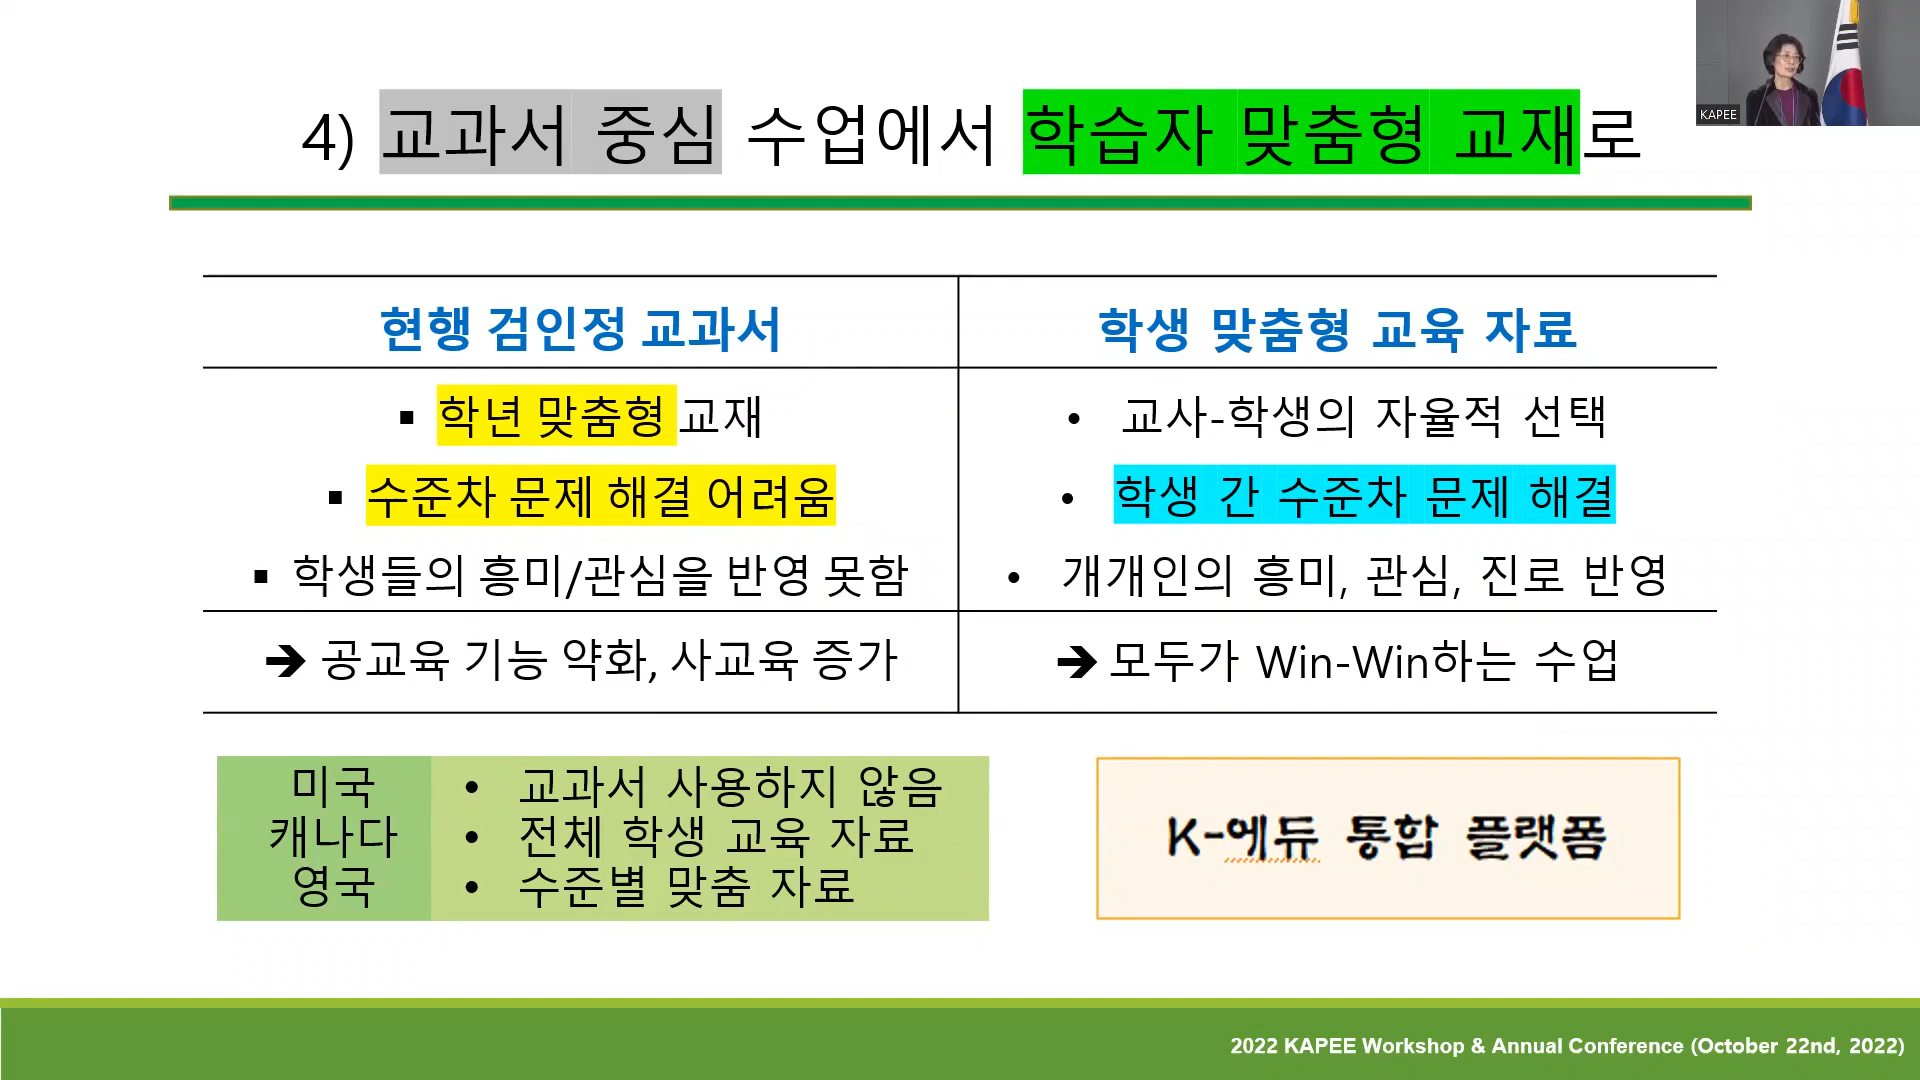 KAPEE
4) 교과서 중심 수업에서 학습자 맞춤형 교재로
현행 검인정 교과서
▪ 학년 맞춤형 교재
▪ 수준차 문제 해결 어려움
▪ 학생들의 흥미/관심을 반영 못함
➔ 공교육 기능 약화, 사교육 증가
학생 맞춤형 교육 자료
• 교사-학생의 자율적 선택
• 학생 간 수준차 문제 해결
• 개개인의 흥미, 관심, 진로 반영
➔ 모두가 Win-Win하는 수업
미국
캐나다
영국
• 교과서 사용하지 않음
• 전체 학생 교육 자료
• 수준별 맞춤 자료
K-에듀 통합 플랫폼
2022 KAPEE Workshop & Annual Conference (October 22nd, 2022)